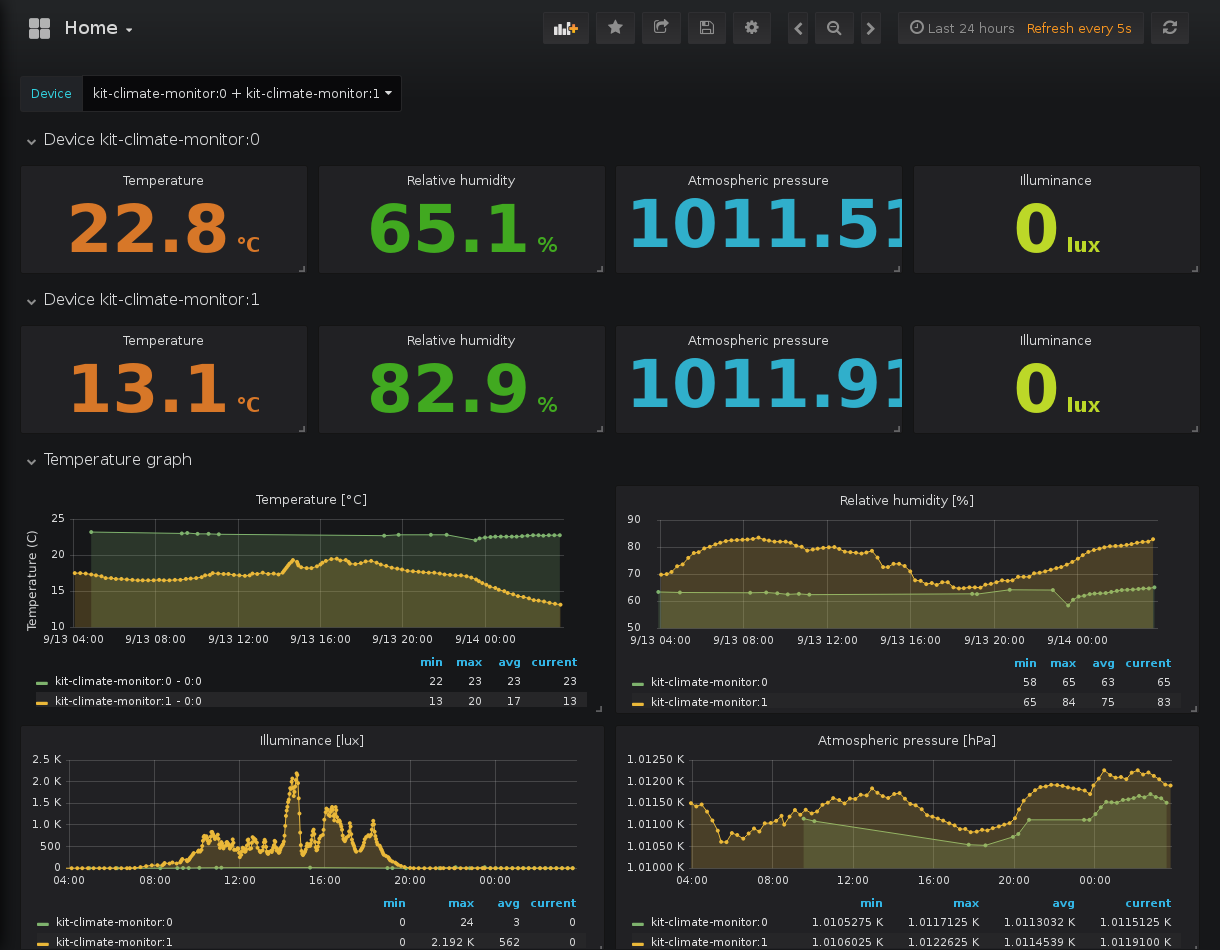 Home
Last 24 hours Refresh every 5s
Device kit-climate-monitor:0 + kit-climate-monitor:1
Device kit-climate-monitor:0
Temperature Relative humidity Atmospheric pressure Illuminance
22.8 °C 65.1 % 1011.51 0 lux
Device kit-climate-monitor:1
Temperature Relative humidity Atmospheric pressure Illuminance
13.1 °C 82.9 % 1011.91 0 lux
Temperature graph
Temperature [°C]
Temperature (C)
25
20
15
10
9/13 04:00 9/13 08:00 9/13 12:00 9/13 16:00 9/13 20:00 9/14 00:00
min max avg current
kit-climate-monitor:0 - 0:0 22 23 23 23
kit-climate-monitor:1 - 0:0 13 20 17 13
Relative humidity [%]
90
80
70
60
50
9/13 04:00 9/13 08:00 9/13 12:00 9/13 16:00 9/13 20:00 9/14 00:00
min max avg current
kit-climate-monitor:0 58 65 63 65
kit-climate-monitor:1 65 84 75 83
Illuminance [lux]
2.5 K
2.0 K
1.5 K
1.0 K
500
0
04:00 08:00 12:00 16:00 20:00 00:00
min max avg current
kit-climate-monitor:0 0 24 3 0
kit-climate-monitor:1 0 2.192 K 562 0
Atmospheric pressure [hPa]
1.01250 K
1.01200 K
1.01150 K
1.01100 K
1.01050 K
1.01000 K
04:00 08:00 12:00 16:00 20:00 00:00
min max avg current
kit-climate-monitor:0 1.0105275 K 1.0117125 K 1.0113032 K 1.0115125 K
kit-climate-monitor:1 1.0106025 K 1.0122625 K 1.0114539 K 1.0119100 K